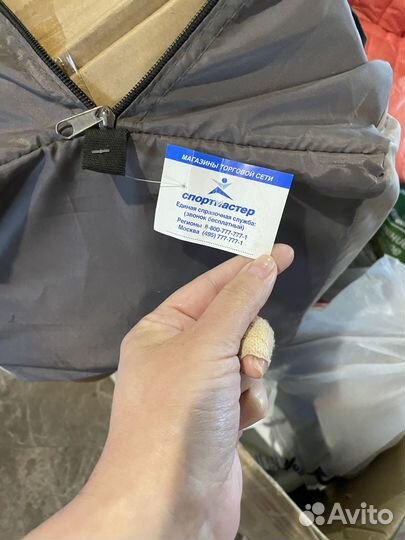 МАГАЗИНЫ ТОРГОВОЙ СЕТИ
спортмастер
Единая справочная служба:
(звонок бесплатный)
Регионы 8-800-777-777-1
Москва (495) 777-777-1
Avito